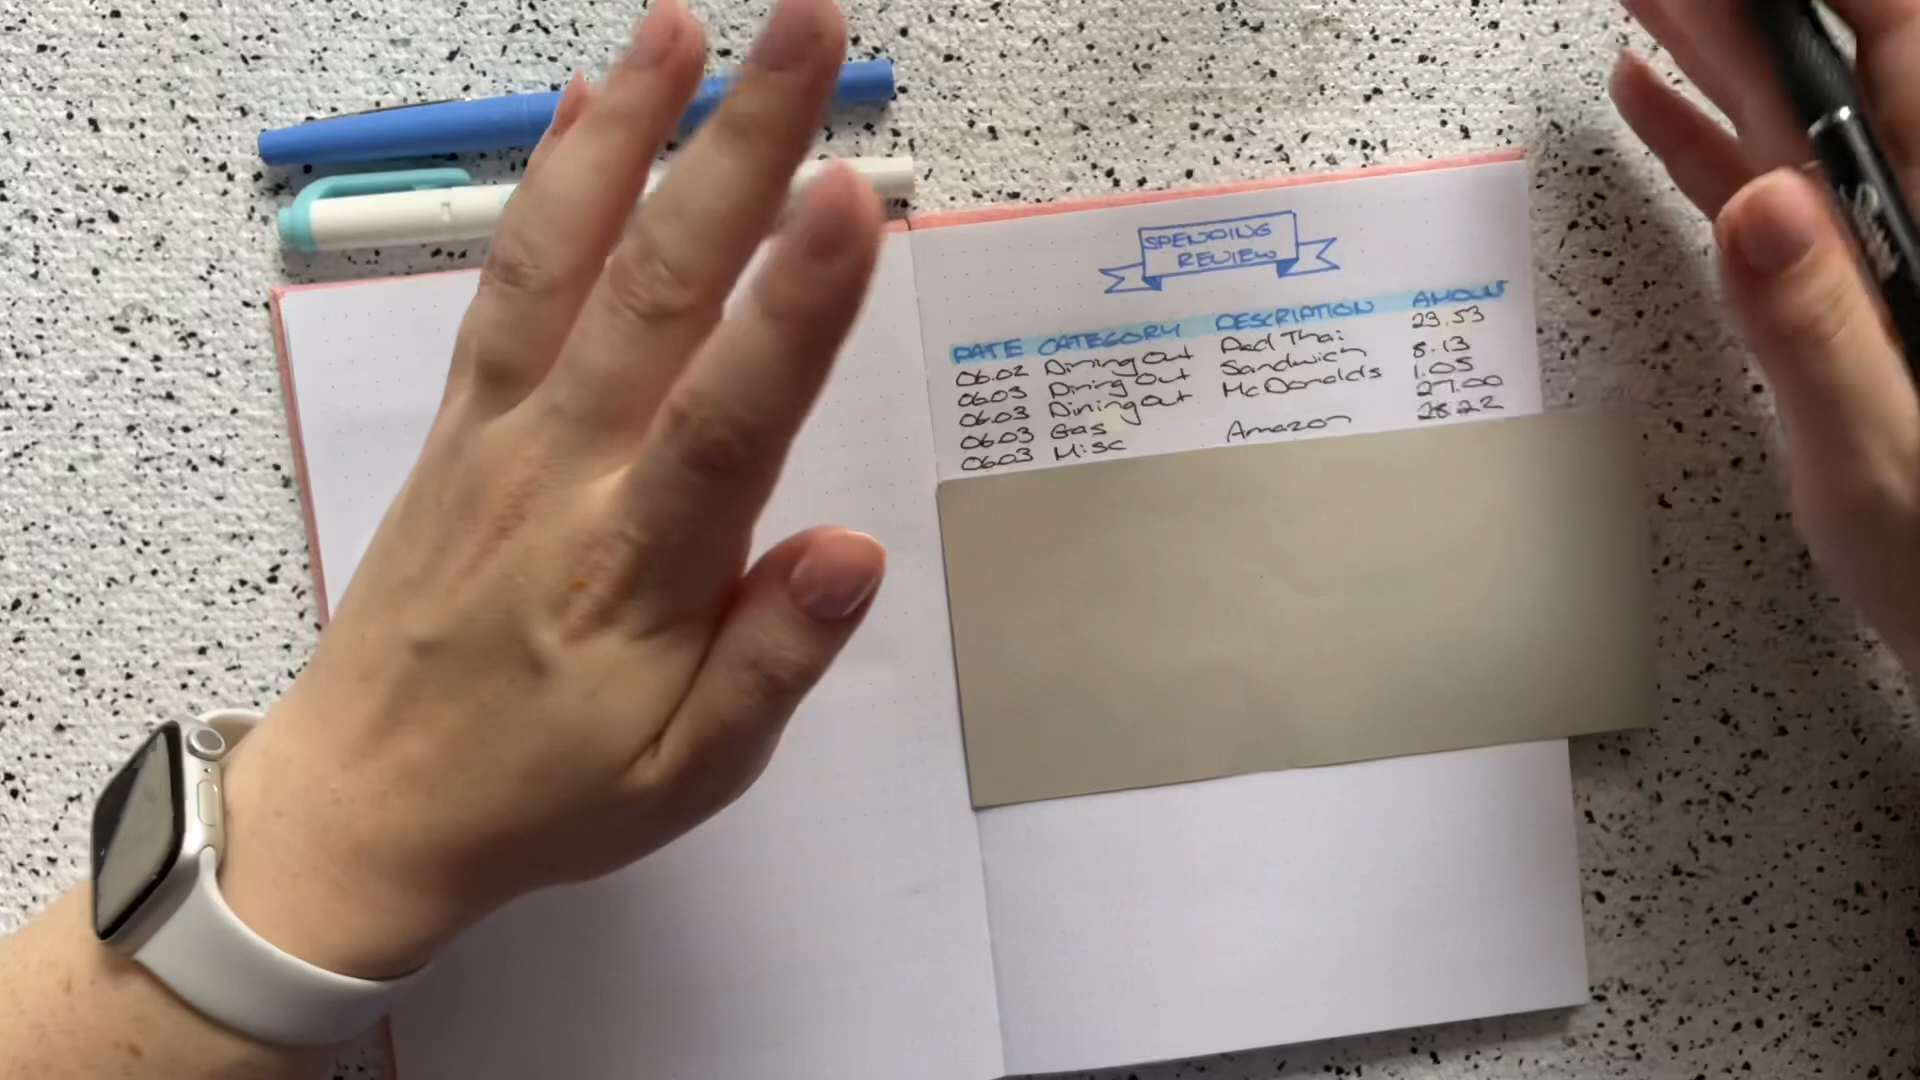 SPENDING
REVIEW
DATE CATEGORY DESCRIPTION AMOUNT
06.02 Dining Out Pad Thai 23.53
06.03 Dining Out Sandwich 8.13
06.03 Dining Out McDonalds 1.05
06.03 Gas 27.00
06.03 Misc Amazon 28.22